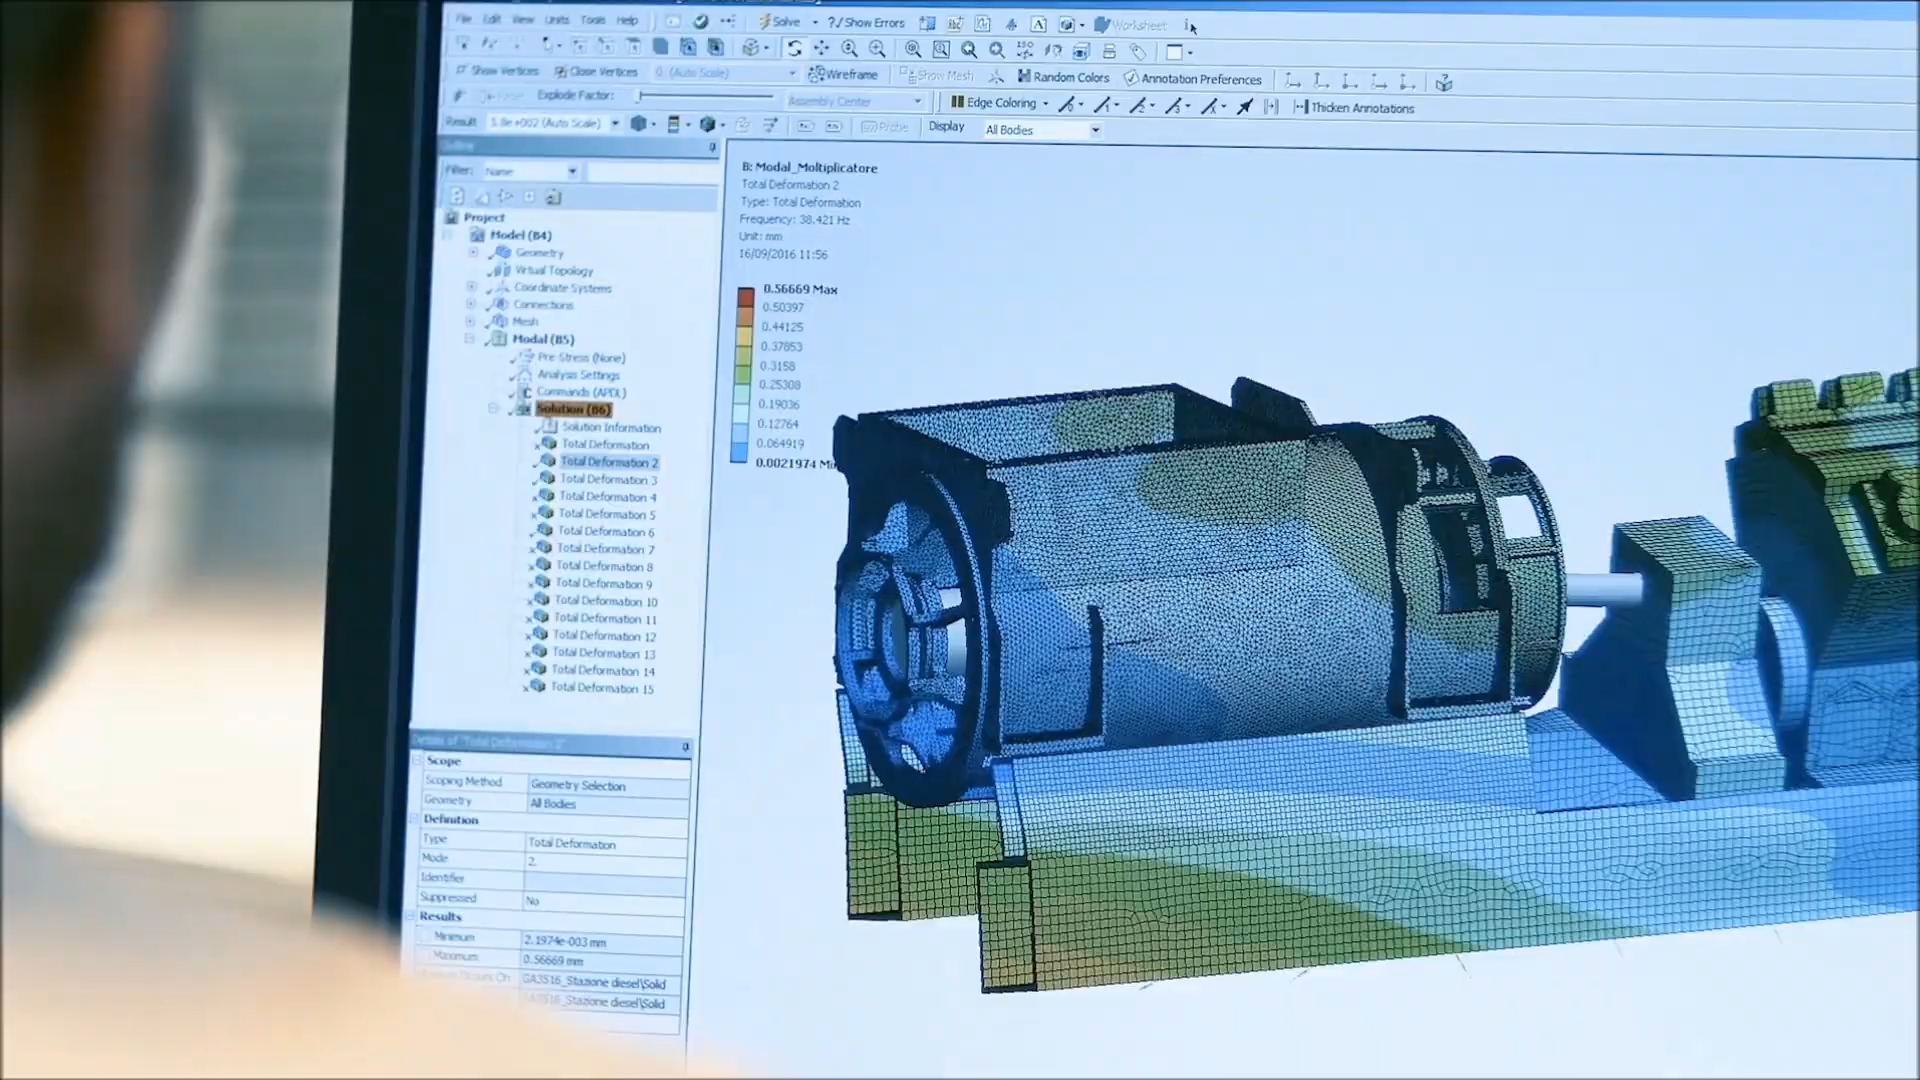 File Edit View Units Tools Help Solve ?/Show Errors Worksheet
Show Vertices Close Vertices 0. (Auto Scale) Wireframe Show Mesh Random Colors Annotation Preferences
Explode Factor: Assembly Center Edge Coloring Thicken Annotations
Result 5.8e+002 (Auto Scale) Probe Display All Bodies
Outline
Filter: Name
Project
Model (B4)
Geometry
Virtual Topology
Coordinate Systems
Connections
Mesh
Modal (B5)
Pre-Stress (None)
Analysis Settings
Commands (APDL)
Solution (B6)
Solution Information
Total Deformation
Total Deformation 2
Total Deformation 3
Total Deformation 4
Total Deformation 5
Total Deformation 6
Total Deformation 7
Total Deformation 8
Total Deformation 9
Total Deformation 10
Total Deformation 11
Total Deformation 12
Total Deformation 13
Total Deformation 14
Total Deformation 15
Details of "Total Deformation 2"
Scope
Scoping Method Geometry Selection
Geometry All Bodies
Definition
Type Total Deformation
Mode 2.
Identifier
Suppressed No
Results
Minimum 2.1974e-003 mm
Maximum 0.56669 mm
GA3516_Stazione diesel\Solid
GA3516_Stazione diesel\Solid
B: Modal_Moltiplicatore
Total Deformation 2
Type: Total Deformation
Frequency: 38.421 Hz
Unit: mm
16/09/2016 11:56
0.56669 Max
0.50397
0.44125
0.37853
0.3158
0.25308
0.19036
0.12764
0.064919
0.0021974 Mi